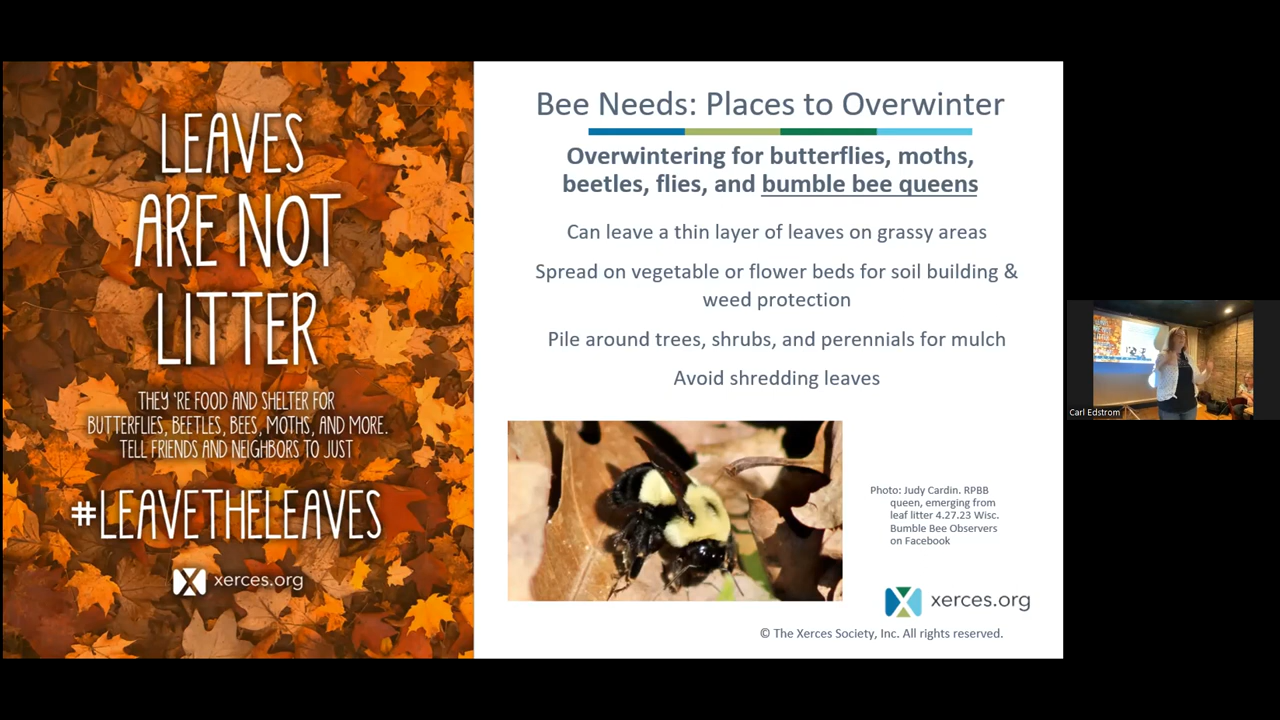 LEAVES
ARE NOT
LITTER
THEY 'RE FOOD AND SHELTER FOR
BUTTERFLIES, BEETLES, BEES, MOTHS, AND MORE.
TELL FRIENDS AND NEIGHBORS TO JUST
#LEAVETHELEAVES
xerces.org
Bee Needs: Places to Overwinter
Overwintering for butterflies, moths,
beetles, flies, and bumble bee queens
Can leave a thin layer of leaves on grassy areas
Spread on vegetable or flower beds for soil building &
weed protection
Pile around trees, shrubs, and perennials for mulch
Avoid shredding leaves
Photo: Judy Cardin. RPBB
queen, emerging from
leaf litter 4.27.23 Wisc.
Bumble Bee Observers
on Facebook
xerces.org
© The Xerces Society, Inc. All rights reserved.
Carl Edstrom